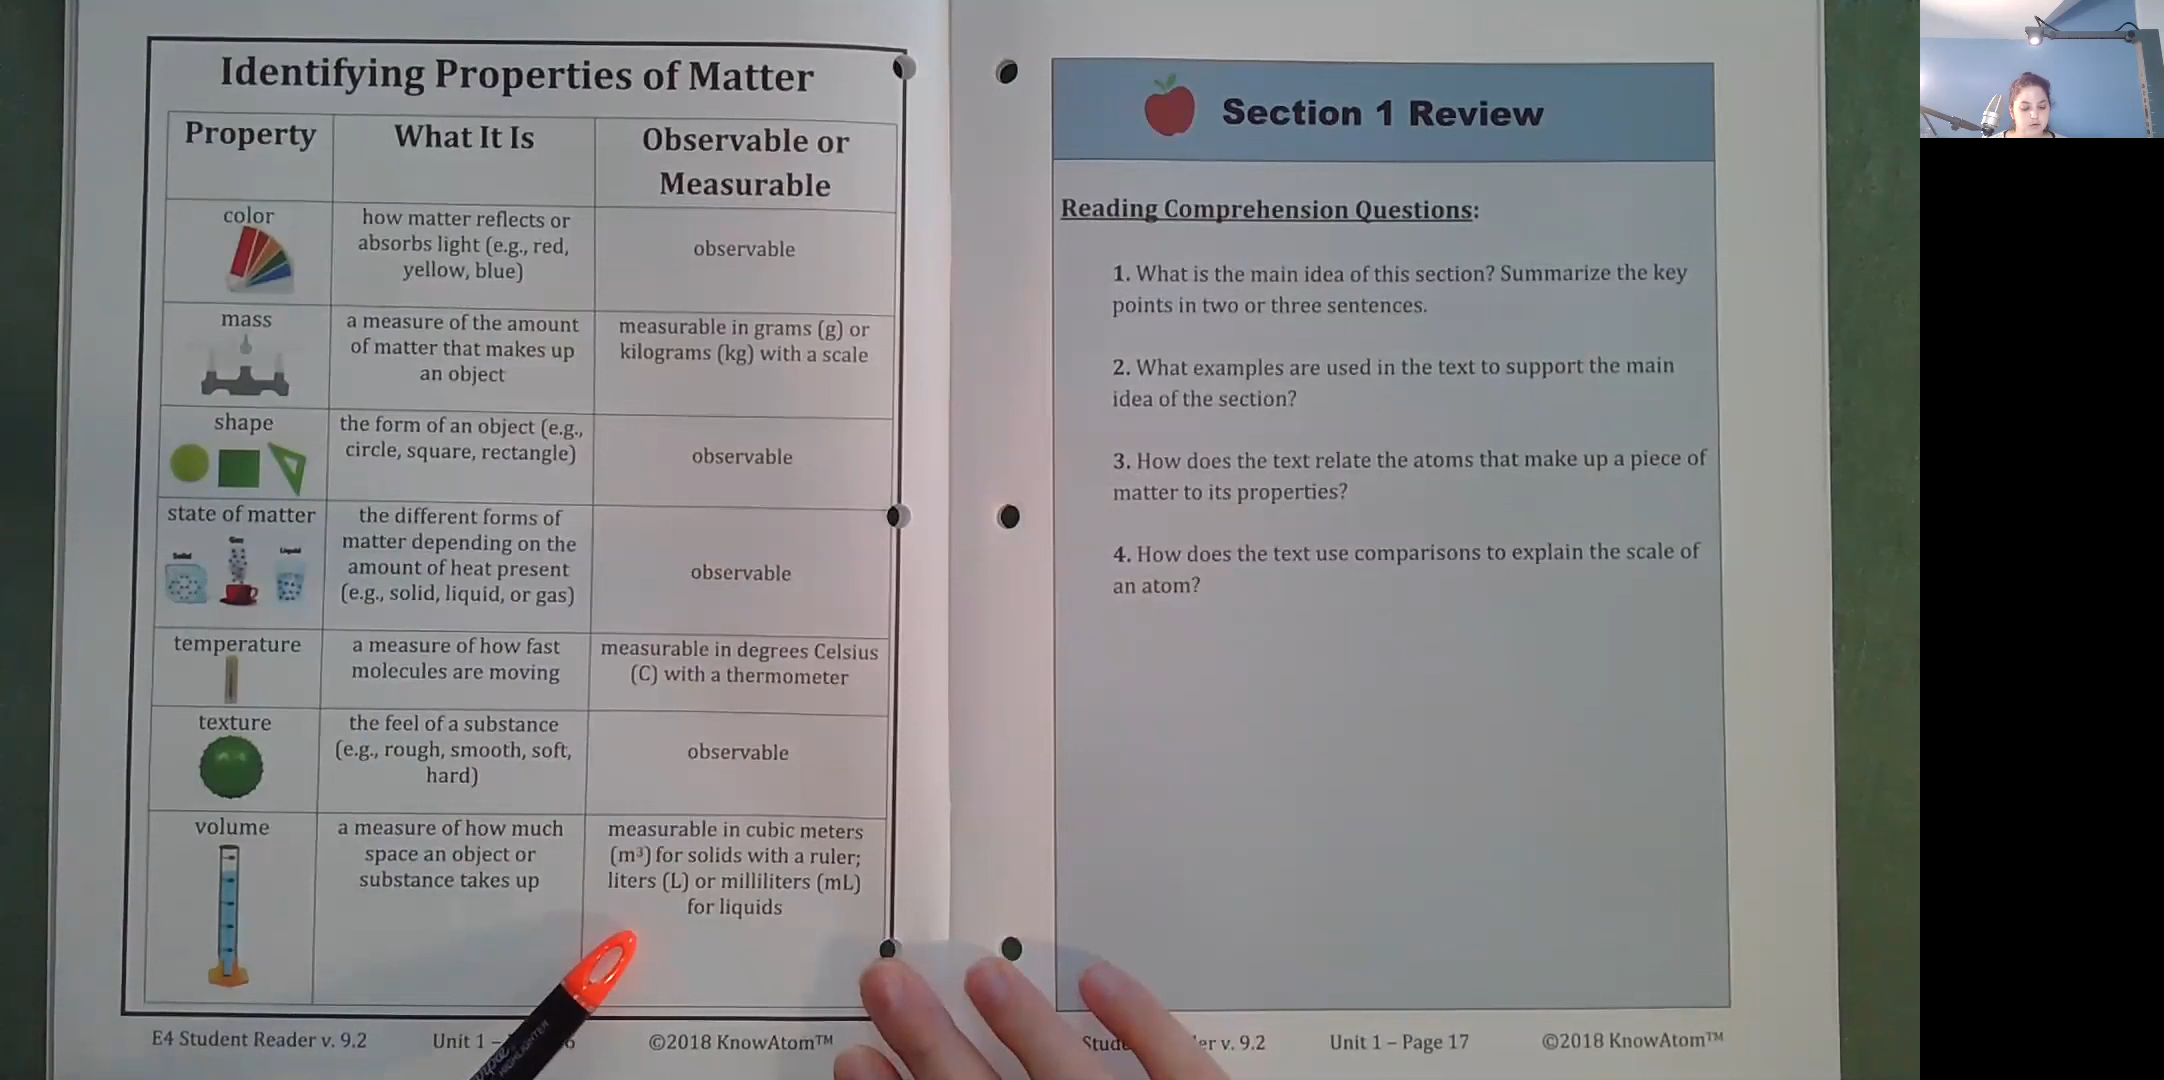 Identifying Properties of Matter
Property
What It Is
Observable or
Measurable
color
how matter reflects or
absorbs light (e.g., red,
yellow, blue)
observable
mass
a measure of the amount
of matter that makes up
an object
measurable in grams (g) or
kilograms (kg) with a scale
shape
the form of an object (e.g.,
circle, square, rectangle)
observable
state of matter
Solid
Gas
Liquid
the different forms of
matter depending on the
amount of heat present
(e.g., solid, liquid, or gas)
observable
temperature
a measure of how fast
molecules are moving
measurable in degrees Celsius
(C) with a thermometer
texture
the feel of a substance
(e.g., rough, smooth, soft,
hard)
observable
volume
a measure of how much
space an object or
substance takes up
measurable in cubic meters
(m³) for solids with a ruler;
liters (L) or milliliters (mL)
for liquids
E4 Student Reader v. 9.2
Unit 1 –
©2018 KnowAtom™
HIGHLIGHTER
Section 1 Review
Reading Comprehension Questions:
1. What is the main idea of this section? Summarize the key
points in two or three sentences.
2. What examples are used in the text to support the main
idea of the section?
3. How does the text relate the atoms that make up a piece of
matter to its properties?
4. How does the text use comparisons to explain the scale of
an atom?
v. 9.2
Unit 1 – Page 17
©2018 KnowAtom™